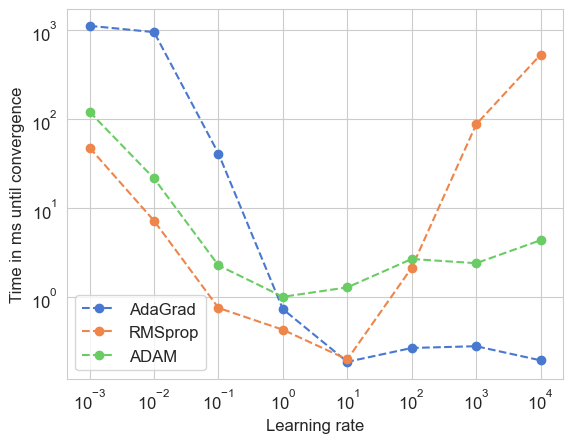 Time in ms until convergence
10³
10²
10¹
10⁰
AdaGrad
RMSprop
ADAM
10⁻³ 10⁻² 10⁻¹ 10⁰ 10¹ 10² 10³ 10⁴
Learning rate